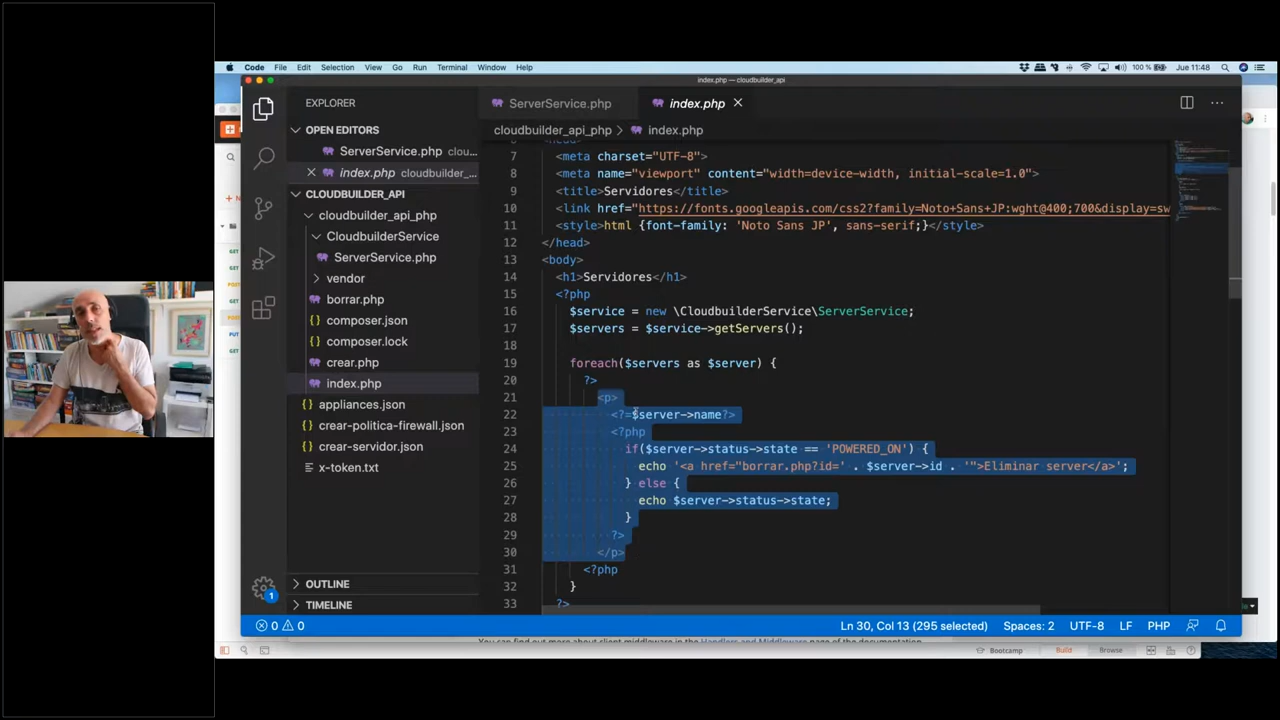 Code File Edit Selection View Go Run Terminal Window Help
100 % Jue 11:48
index.php — cloudbuilder_api
EXPLORER
OPEN EDITORS
ServerService.php clou...
index.php cloudbuilder_...
CLOUDBUILDER_API
cloudbuilder_api_php
CloudbuilderService
ServerService.php
vendor
borrar.php
composer.json
composer.lock
crear.php
index.php
appliances.json
crear-politica-firewall.json
crear-servidor.json
x-token.txt
OUTLINE
TIMELINE
ServerService.php
index.php
cloudbuilder_api_php > index.php
7 <meta charset="UTF-8">
8 <meta name="viewport" content="width=device-width, initial-scale=1.0">
9 <title>Servidores</title>
10 <link href="https://fonts.googleapis.com/css2?family=Noto+Sans+JP:wght@400;700&display=sw
11 <style>html {font-family: 'Noto Sans JP', sans-serif;}</style>
12 </head>
13 <body>
14 <h1>Servidores</h1>
15 <?php
16 $service = new \CloudbuilderService\ServerService;
17 $servers = $service->getServers();
18
19 foreach($servers as $server) {
20 ?>
21 <p>
22 <?=$server->name?>
23 <?php
24 if($server->status->state == 'POWERED_ON') {
25 echo '<a href="borrar.php?id=' . $server->id . '">Eliminar server</a>';
26 } else {
27 echo $server->status->state;
28 }
29 ?>
30 </p>
31 <?php
32 }
33 ?>
1
0 0
Ln 30, Col 13 (295 selected) Spaces: 2 UTF-8 LF PHP
Bootcamp Build Browse